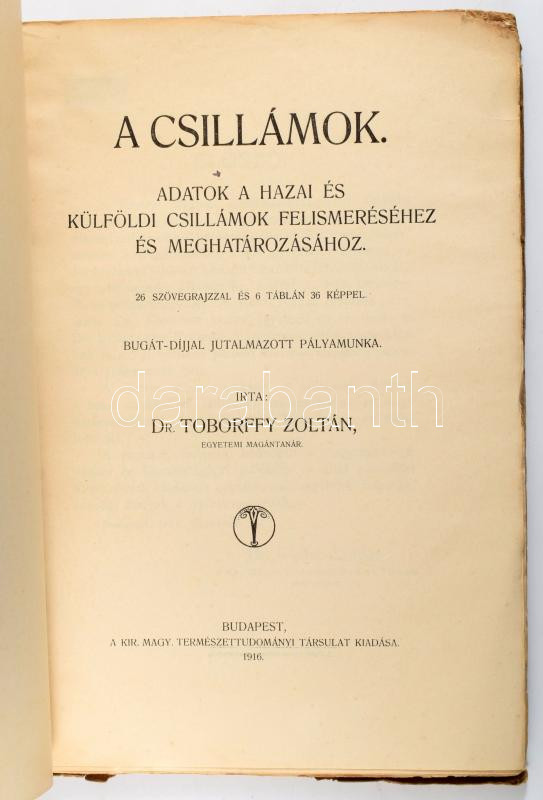 A CSILLÁMOK.
ADATOK A HAZAI ÉS
KÜLFÖLDI CSILLÁMOK FELISMERÉSÉHEZ
ÉS MEGHATÁROZÁSÁHOZ.
26 SZÖVEGRAJZZAL ÉS 6 TÁBLÁN 36 KÉPPEL.
BUGÁT-DÍJJAL JUTALMAZOTT PÁLYAMUNKA.
IRTA:
darabanth
DR. TOBORFFY ZOLTÁN,
EGYETEMI MAGÁNTANÁR.
BUDAPEST,
A KIR. MAGY. TERMÉSZETTUDOMÁNYI TÁRSULAT KIADÁSA.
1916.